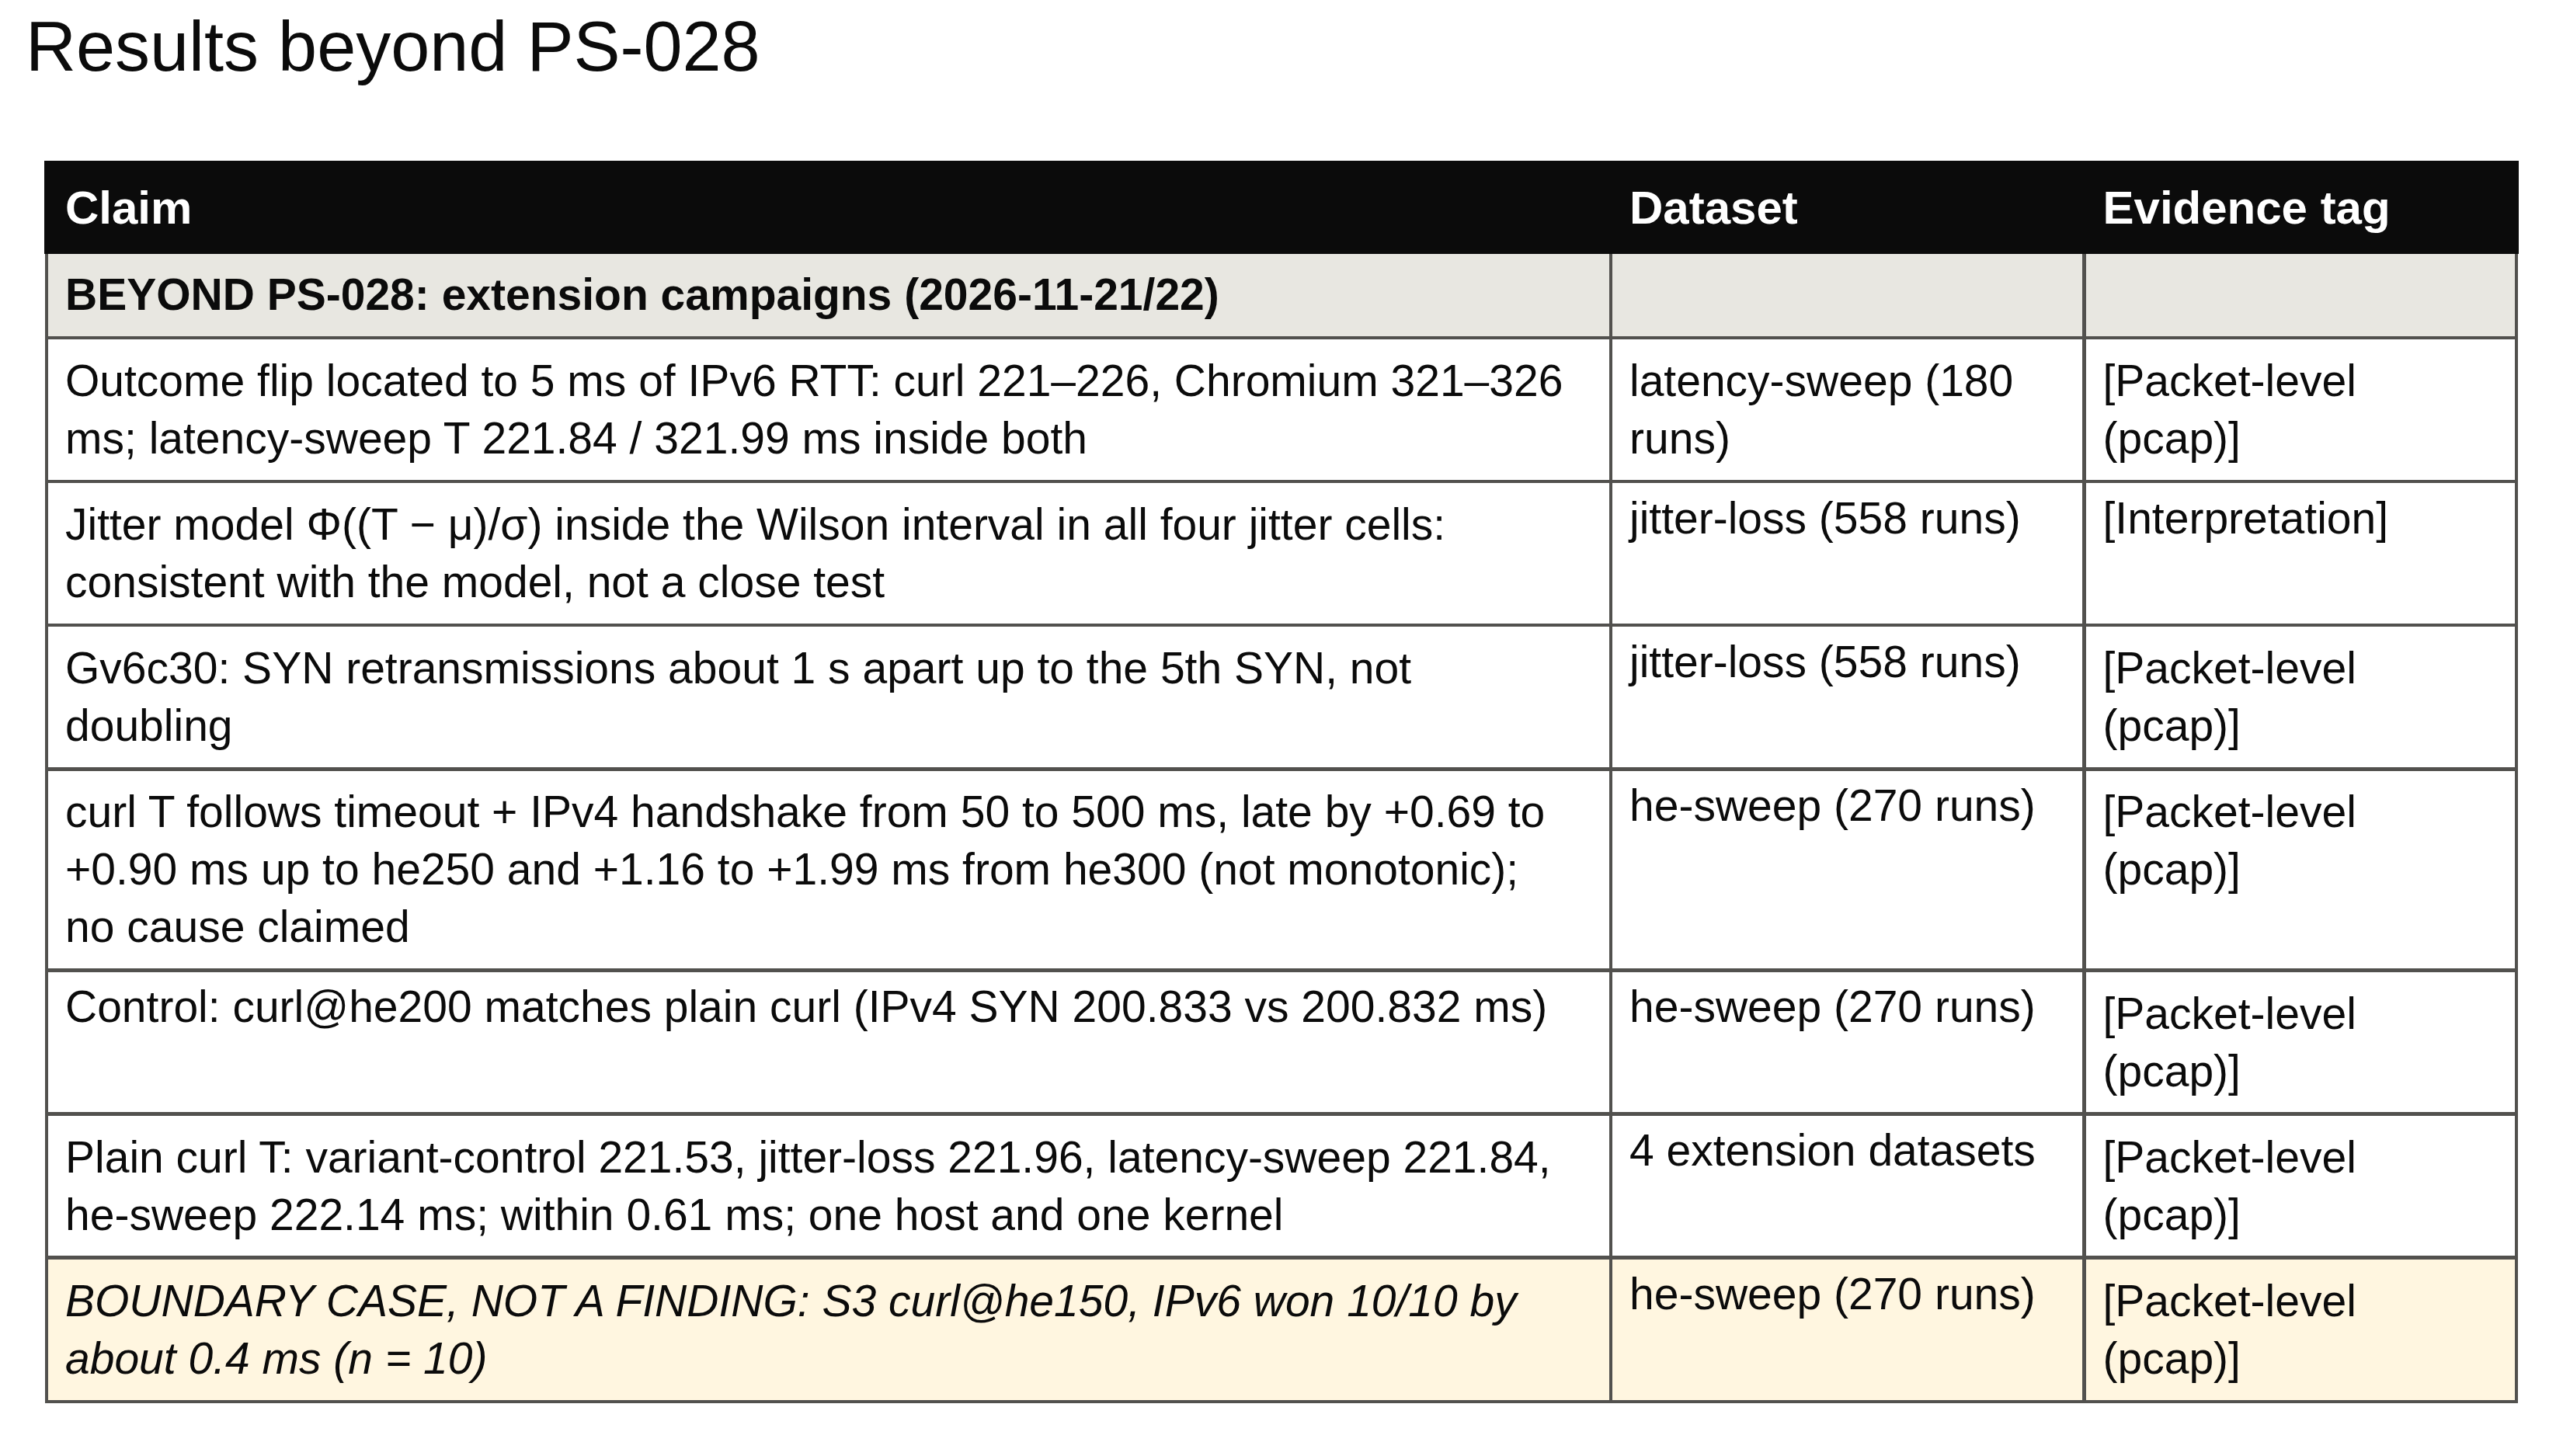 Results beyond PS-028
Claim
Dataset
Evidence tag
BEYOND PS-028: extension campaigns (2026-11-21/22)
Outcome flip located to 5 ms of IPv6 RTT: curl 221–226, Chromium 321–326
ms; latency-sweep T 221.84 / 321.99 ms inside both
latency-sweep (180
runs)
[Packet-level
(pcap)]
Jitter model Φ((T − μ)/σ) inside the Wilson interval in all four jitter cells:
consistent with the model, not a close test
jitter-loss (558 runs)
[Interpretation]
Gv6c30: SYN retransmissions about 1 s apart up to the 5th SYN, not
doubling
jitter-loss (558 runs)
[Packet-level
(pcap)]
curl T follows timeout + IPv4 handshake from 50 to 500 ms, late by +0.69 to
+0.90 ms up to he250 and +1.16 to +1.99 ms from he300 (not monotonic);
no cause claimed
he-sweep (270 runs)
[Packet-level
(pcap)]
Control: curl@he200 matches plain curl (IPv4 SYN 200.833 vs 200.832 ms)
he-sweep (270 runs)
[Packet-level
(pcap)]
Plain curl T: variant-control 221.53, jitter-loss 221.96, latency-sweep 221.84,
he-sweep 222.14 ms; within 0.61 ms; one host and one kernel
4 extension datasets
[Packet-level
(pcap)]
BOUNDARY CASE, NOT A FINDING: S3 curl@he150, IPv6 won 10/10 by
about 0.4 ms (n = 10)
he-sweep (270 runs)
[Packet-level
(pcap)]